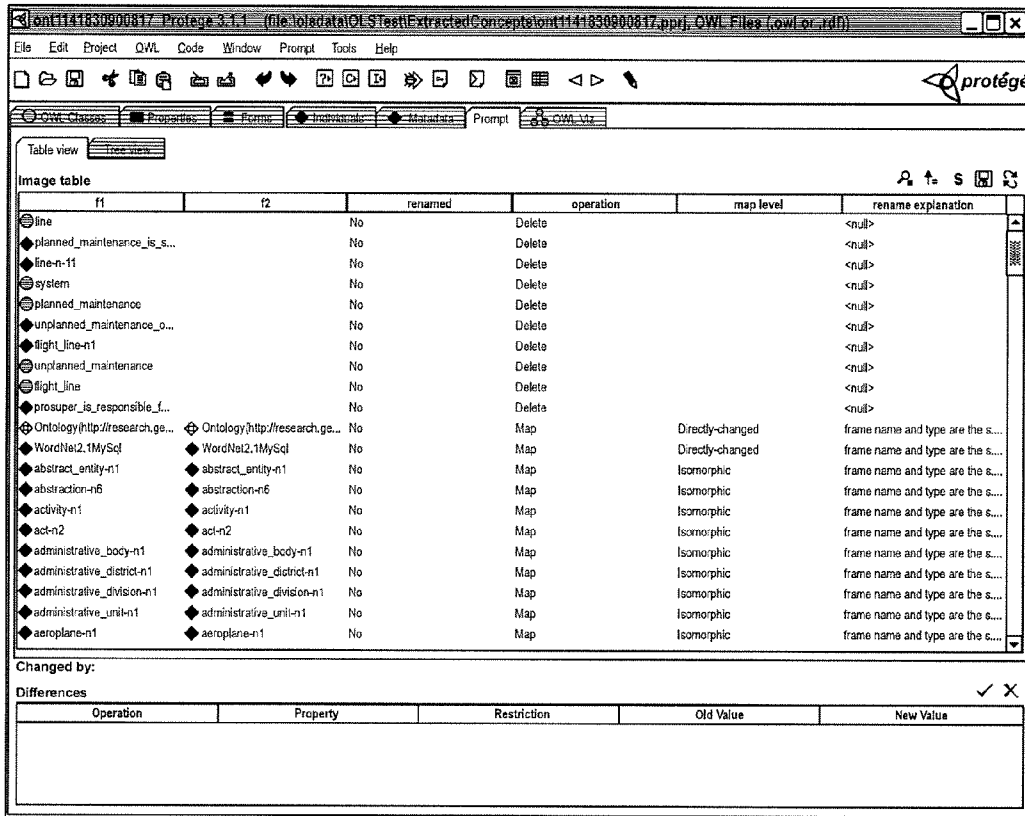 ont1141830900817 Protege 3.1.1 (file:\oladata\OLSTest\ExtractedConcepts\ont1141830900817.pprj, OWL Files (.owl or .rdf))
File Edit Project OWL Code Window Prompt Tools Help
protégé
OWL Classes Properties Forms Individuals Matadata Prompt OWL Viz
Table view Tree view
Image table
f1 f2 renamed operation map level rename explanation
line No Delete <null>
planned_maintenance_is_s... No Delete <null>
line-n-11 No Delete <null>
system No Delete <null>
planned_maintenance No Delete <null>
unplanned_maintenance_o... No Delete <null>
flight_line-n1 No Delete <null>
unplanned_maintenance No Delete <null>
flight_line No Delete <null>
prosuper_is_responsible_f... No Delete <null>
Ontology(http://research.ge... Ontology(http://research.ge... No Map Directly-changed frame name and type are the s....
WordNet2.1MySql WordNet2.1MySql No Map Directly-changed frame name and type are the s....
abstract_entity-n1 abstract_entity-n1 No Map Isomorphic frame name and type are the s....
abstraction-n6 abstraction-n6 No Map Isomorphic frame name and type are the s....
activity-n1 activity-n1 No Map Isomorphic frame name and type are the s....
act-n2 act-n2 No Map Isomorphic frame name and type are the s....
administrative_body-n1 administrative_body-n1 No Map Isomorphic frame name and type are the s....
administrative_district-n1 administrative_district-n1 No Map Isomorphic frame name and type are the s....
administrative_division-n1 administrative_division-n1 No Map Isomorphic frame name and type are the s....
administrative_unit-n1 administrative_unit-n1 No Map Isomorphic frame name and type are the s....
aeroplane-n1 aeroplane-n1 No Map Isomorphic frame name and type are the s....
Changed by:
Differences
Operation Property Restriction Old Value New Value